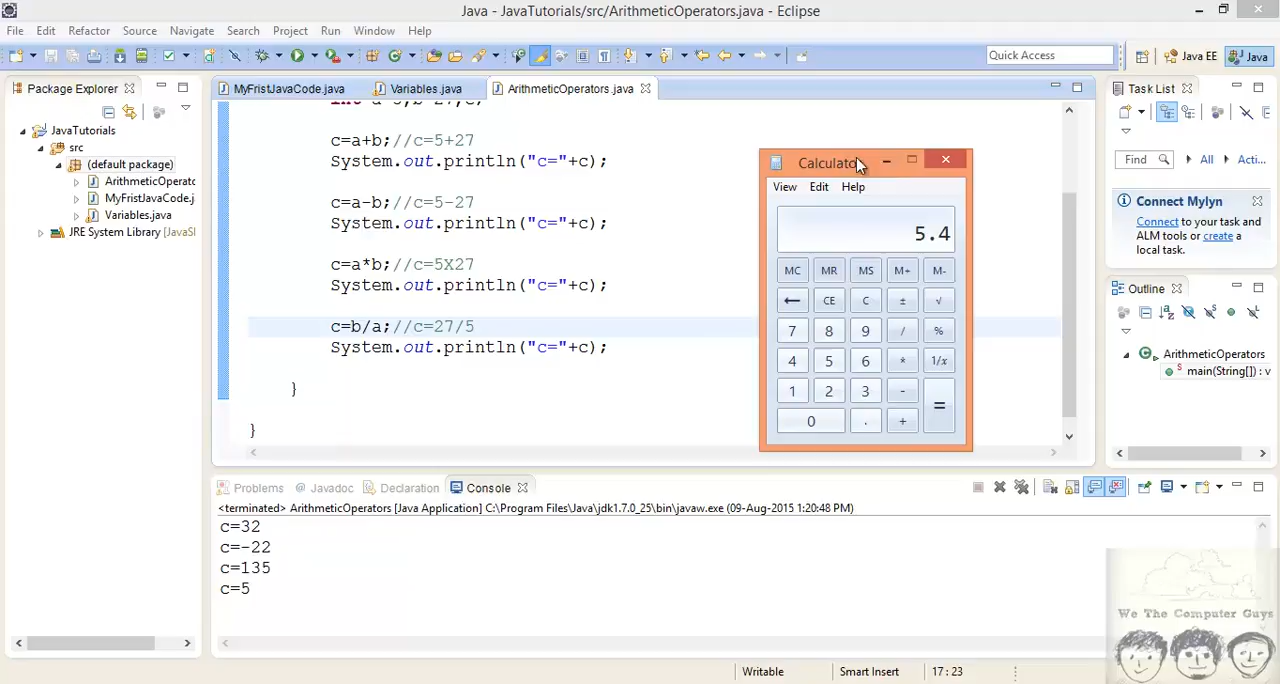 Java - JavaTutorials/src/ArithmeticOperators.java - Eclipse
File Edit Refactor Source Navigate Search Project Run Window Help
Quick Access
Java EE
Java
Package Explorer
JavaTutorials
src
(default package)
ArithmeticOperato
MyFristJavaCode.j
Variables.java
JRE System Library [JavaSI
MyFristJavaCode.java
Variables.java
ArithmeticOperators.java
c=a+b;//c=5+27
System.out.println("c="+c);
c=a-b;//c=5-27
System.out.println("c="+c);
c=a*b;//c=5X27
System.out.println("c="+c);
c=b/a;//c=27/5
System.out.println("c="+c);
}
}
Calculato
View Edit Help
5.4
MC MR MS M+ M-
← CE C ± √
7 8 9 / %
4 5 6 * 1/x
1 2 3 - =
0 . +
Task List
Find All Acti...
Connect Mylyn
Connect to your task and
ALM tools or create a
local task.
Outline
ArithmeticOperators
main(String[]) : v
Problems @ Javadoc Declaration Console
<terminated> ArithmeticOperators [Java Application] C:\Program Files\Java\jdk1.7.0_25\bin\javaw.exe (09-Aug-2015 1:20:48 PM)
c=32
c=-22
c=135
c=5
We The Computer Guys
Writable
Smart Insert
17 : 23